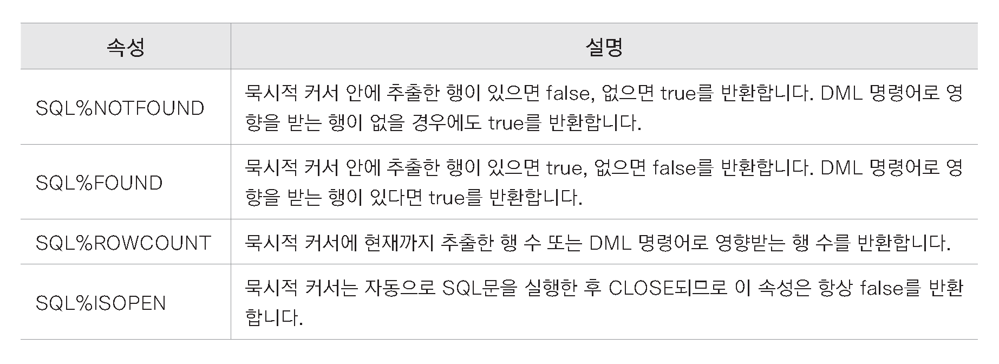 속성
설명
SQL%NOTFOUND
묵시적 커서 안에 추출한 행이 있으면 false, 없으면 true를 반환합니다. DML 명령어로 영
향을 받는 행이 없을 경우에도 true를 반환합니다.
SQL%FOUND
묵시적 커서 안에 추출한 행이 있으면 true, 없으면 false를 반환합니다. DML 명령어로 영
향을 받는 행이 있다면 true를 반환합니다.
SQL%ROWCOUNT
묵시적 커서에 현재까지 추출한 행 수 또는 DML 명령어로 영향받는 행 수를 반환합니다.
SQL%ISOPEN
묵시적 커서는 자동으로 SQL문을 실행한 후 CLOSE되므로 이 속성은 항상 false를 반환
합니다.